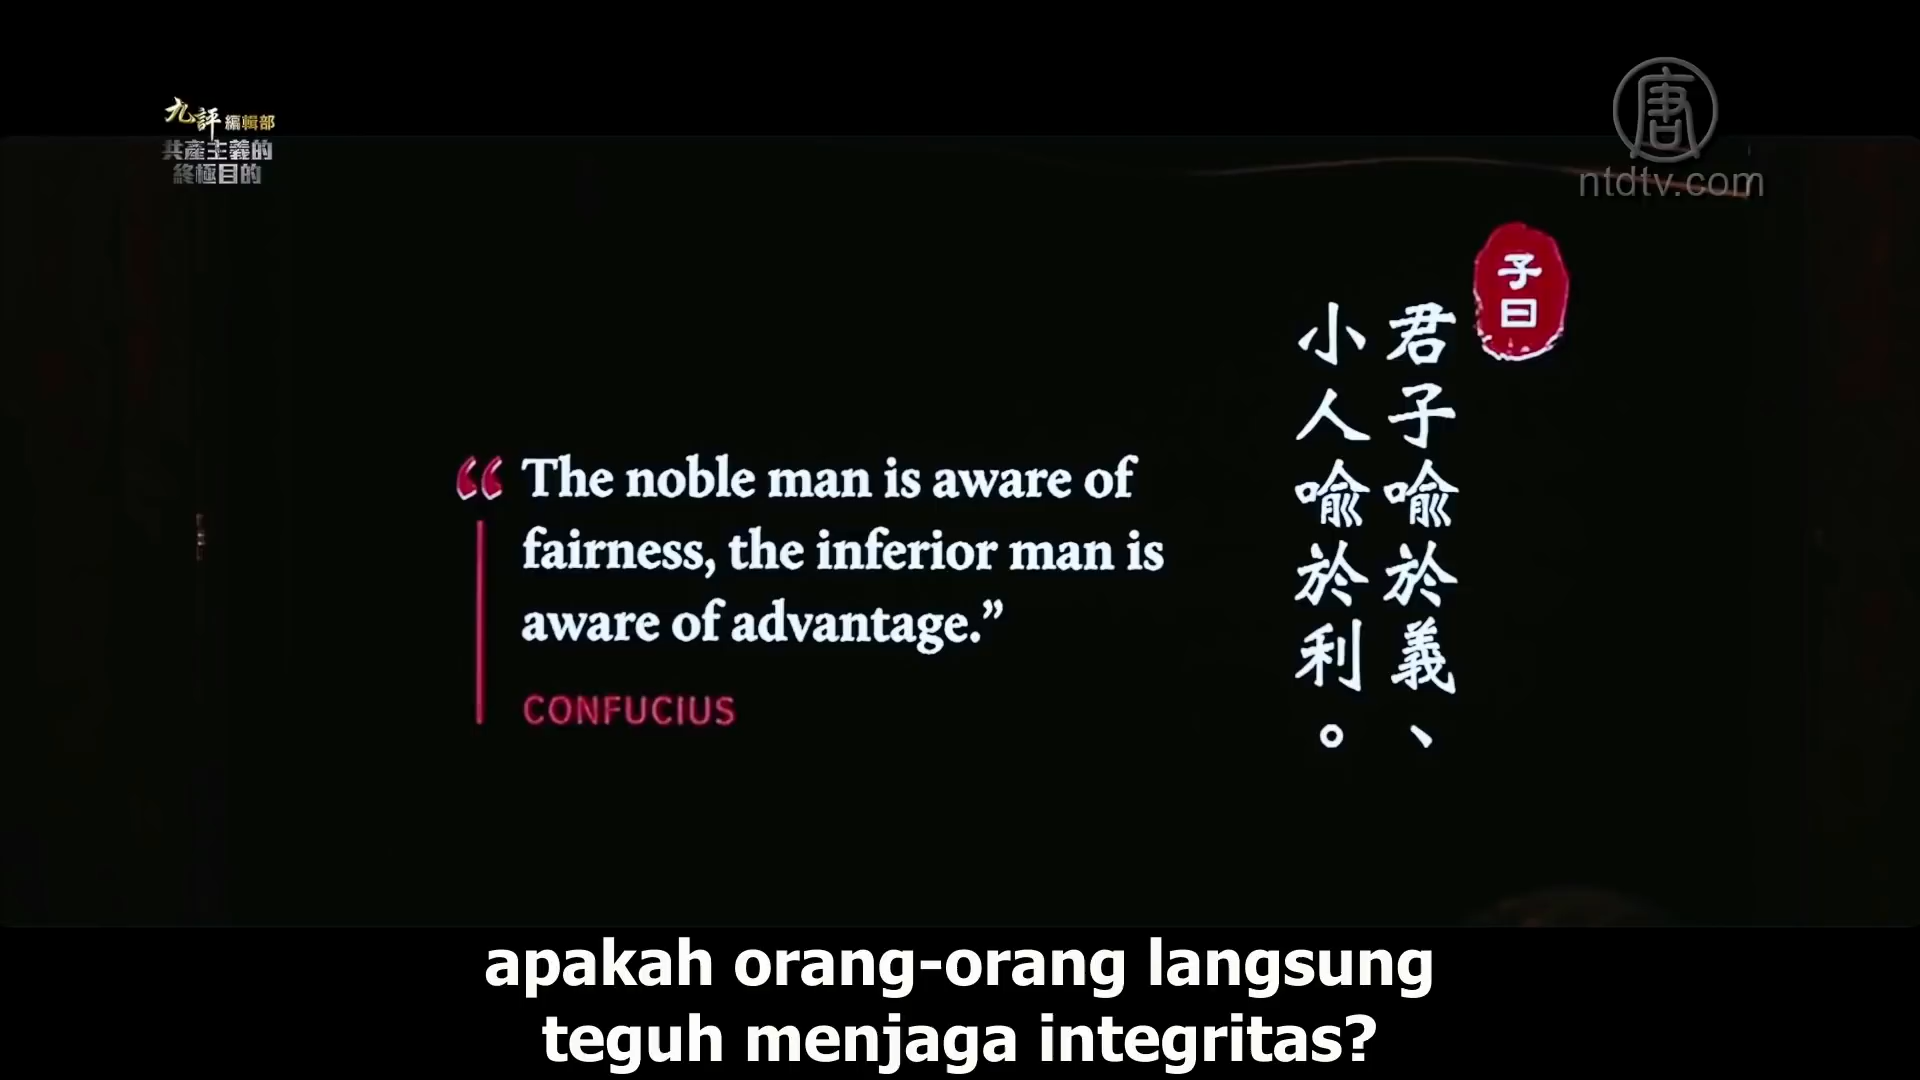 九評編輯部
共產主義的
終極目的
唐
ntdtv.com
子曰
君子喻於義、
小人喻於利。
“The noble man is aware of
fairness, the inferior man is
aware of advantage.”
CONFUCIUS
apakah orang-orang langsung
teguh menjaga integritas?